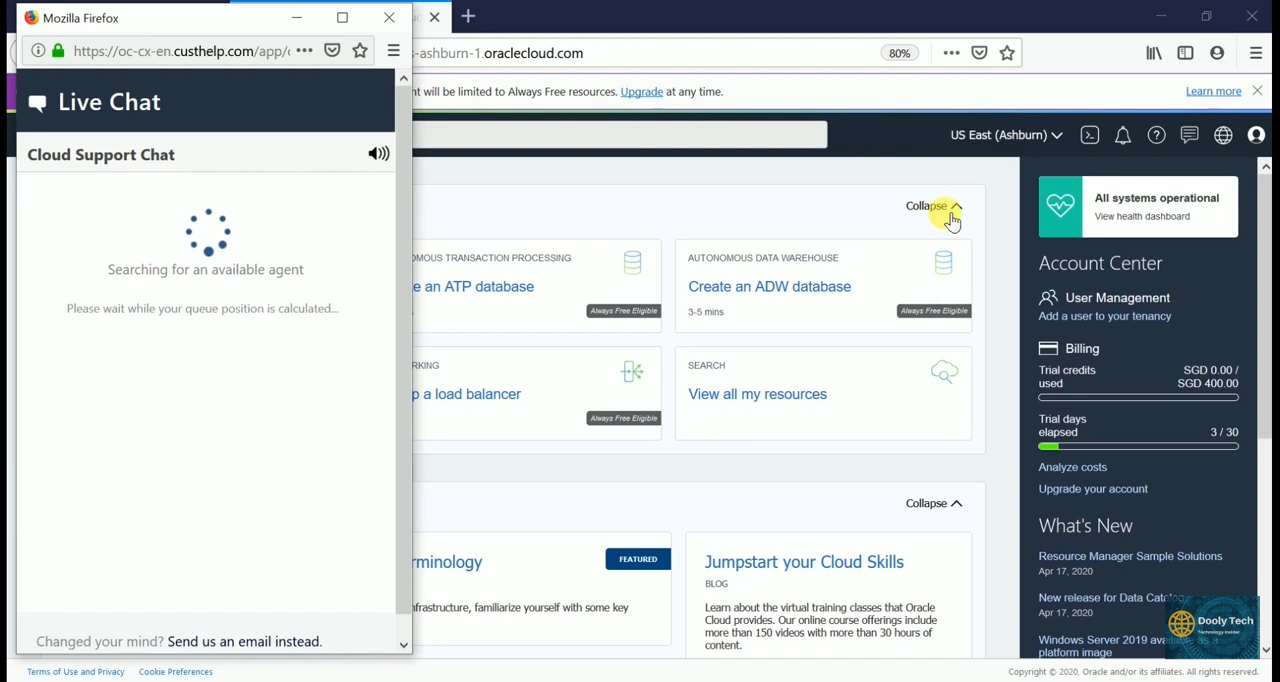 Mozilla Firefox
https://oc-cx-en.custhelp.com/app/
Live Chat
Cloud Support Chat
Searching for an available agent
Please wait while your queue position is calculated...
Changed your mind? Send us an email instead.
-ashburn-1.oraclecloud.com
80%
nt will be limited to Always Free resources. Upgrade at any time.
Learn more
US East (Ashburn)
Collapse
OMOUS TRANSACTION PROCESSING
e an ATP database
Always Free Eligible
AUTONOMOUS DATA WAREHOUSE
Create an ADW database
3-5 mins
Always Free Eligible
RKING
p a load balancer
Always Free Eligible
SEARCH
View all my resources
Collapse
rminology
FEATURED
nfrastructure, familiarize yourself with some key
Jumpstart your Cloud Skills
BLOG
Learn about the virtual training classes that Oracle
Cloud provides. Our online course offerings include
more than 150 videos with more than 30 hours of
content.
All systems operational
View health dashboard
Account Center
User Management
Add a user to your tenancy
Billing
Trial credits
used
SGD 0.00 /
SGD 400.00
Trial days
elapsed
3 / 30
Analyze costs
Upgrade your account
What's New
Resource Manager Sample Solutions
Apr 17, 2020
New release for Data
Apr 17, 2020
Windows Server 2019
platform image
Dooly Tech
Technology Insider
Terms of Use and Privacy
Cookie Preferences
Copyright © 2020, Oracle and/or its affiliates. All rights reserved.